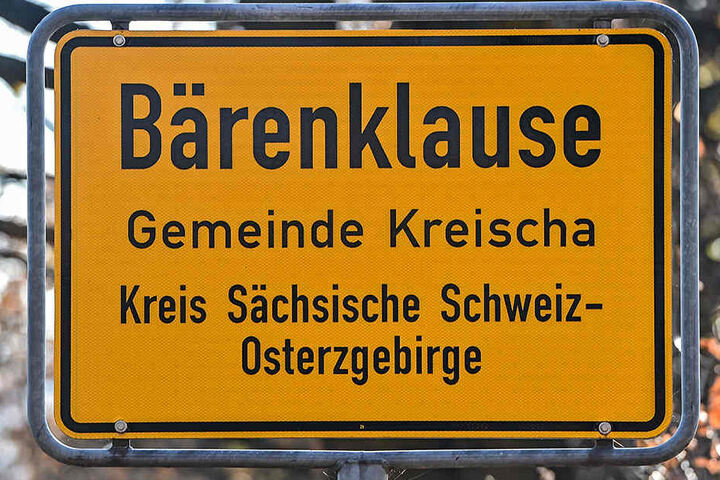 Bärenklause
Gemeinde Kreischa
Kreis Sächsische Schweiz-
Osterzgebirge